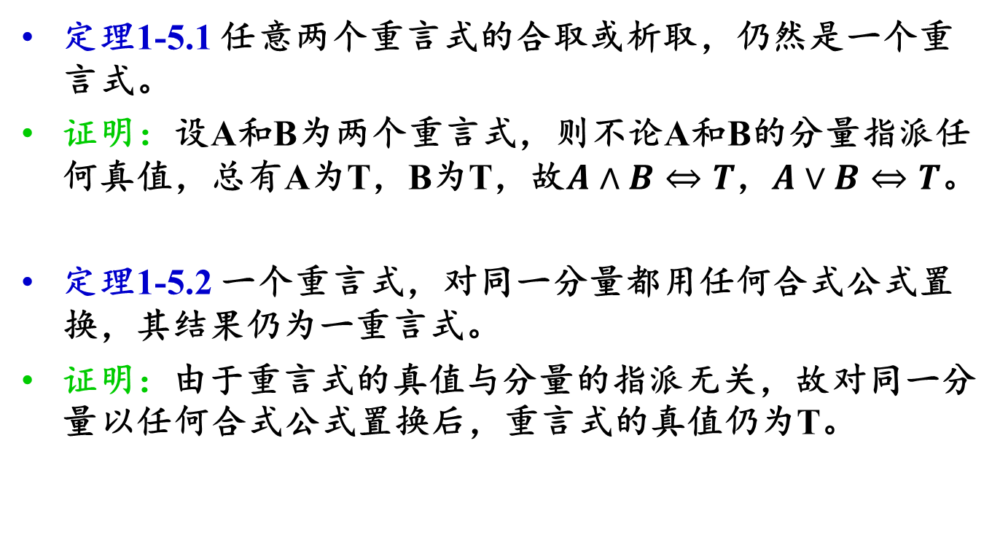 • 定理1-5.1 任意两个重言式的合取或析取，仍然是一个重
言式。
• 证明：设A和B为两个重言式，则不论A和B的分量指派任
何真值，总有A为T，B为T，故𝑨 ∧ 𝑩 ⟺ 𝑻，𝑨 ∨ 𝑩 ⟺ 𝑻。
• 定理1-5.2 一个重言式，对同一分量都用任何合式公式置
换，其结果仍为一重言式。
• 证明：由于重言式的真值与分量的指派无关，故对同一分
量以任何合式公式置换后，重言式的真值仍为T。